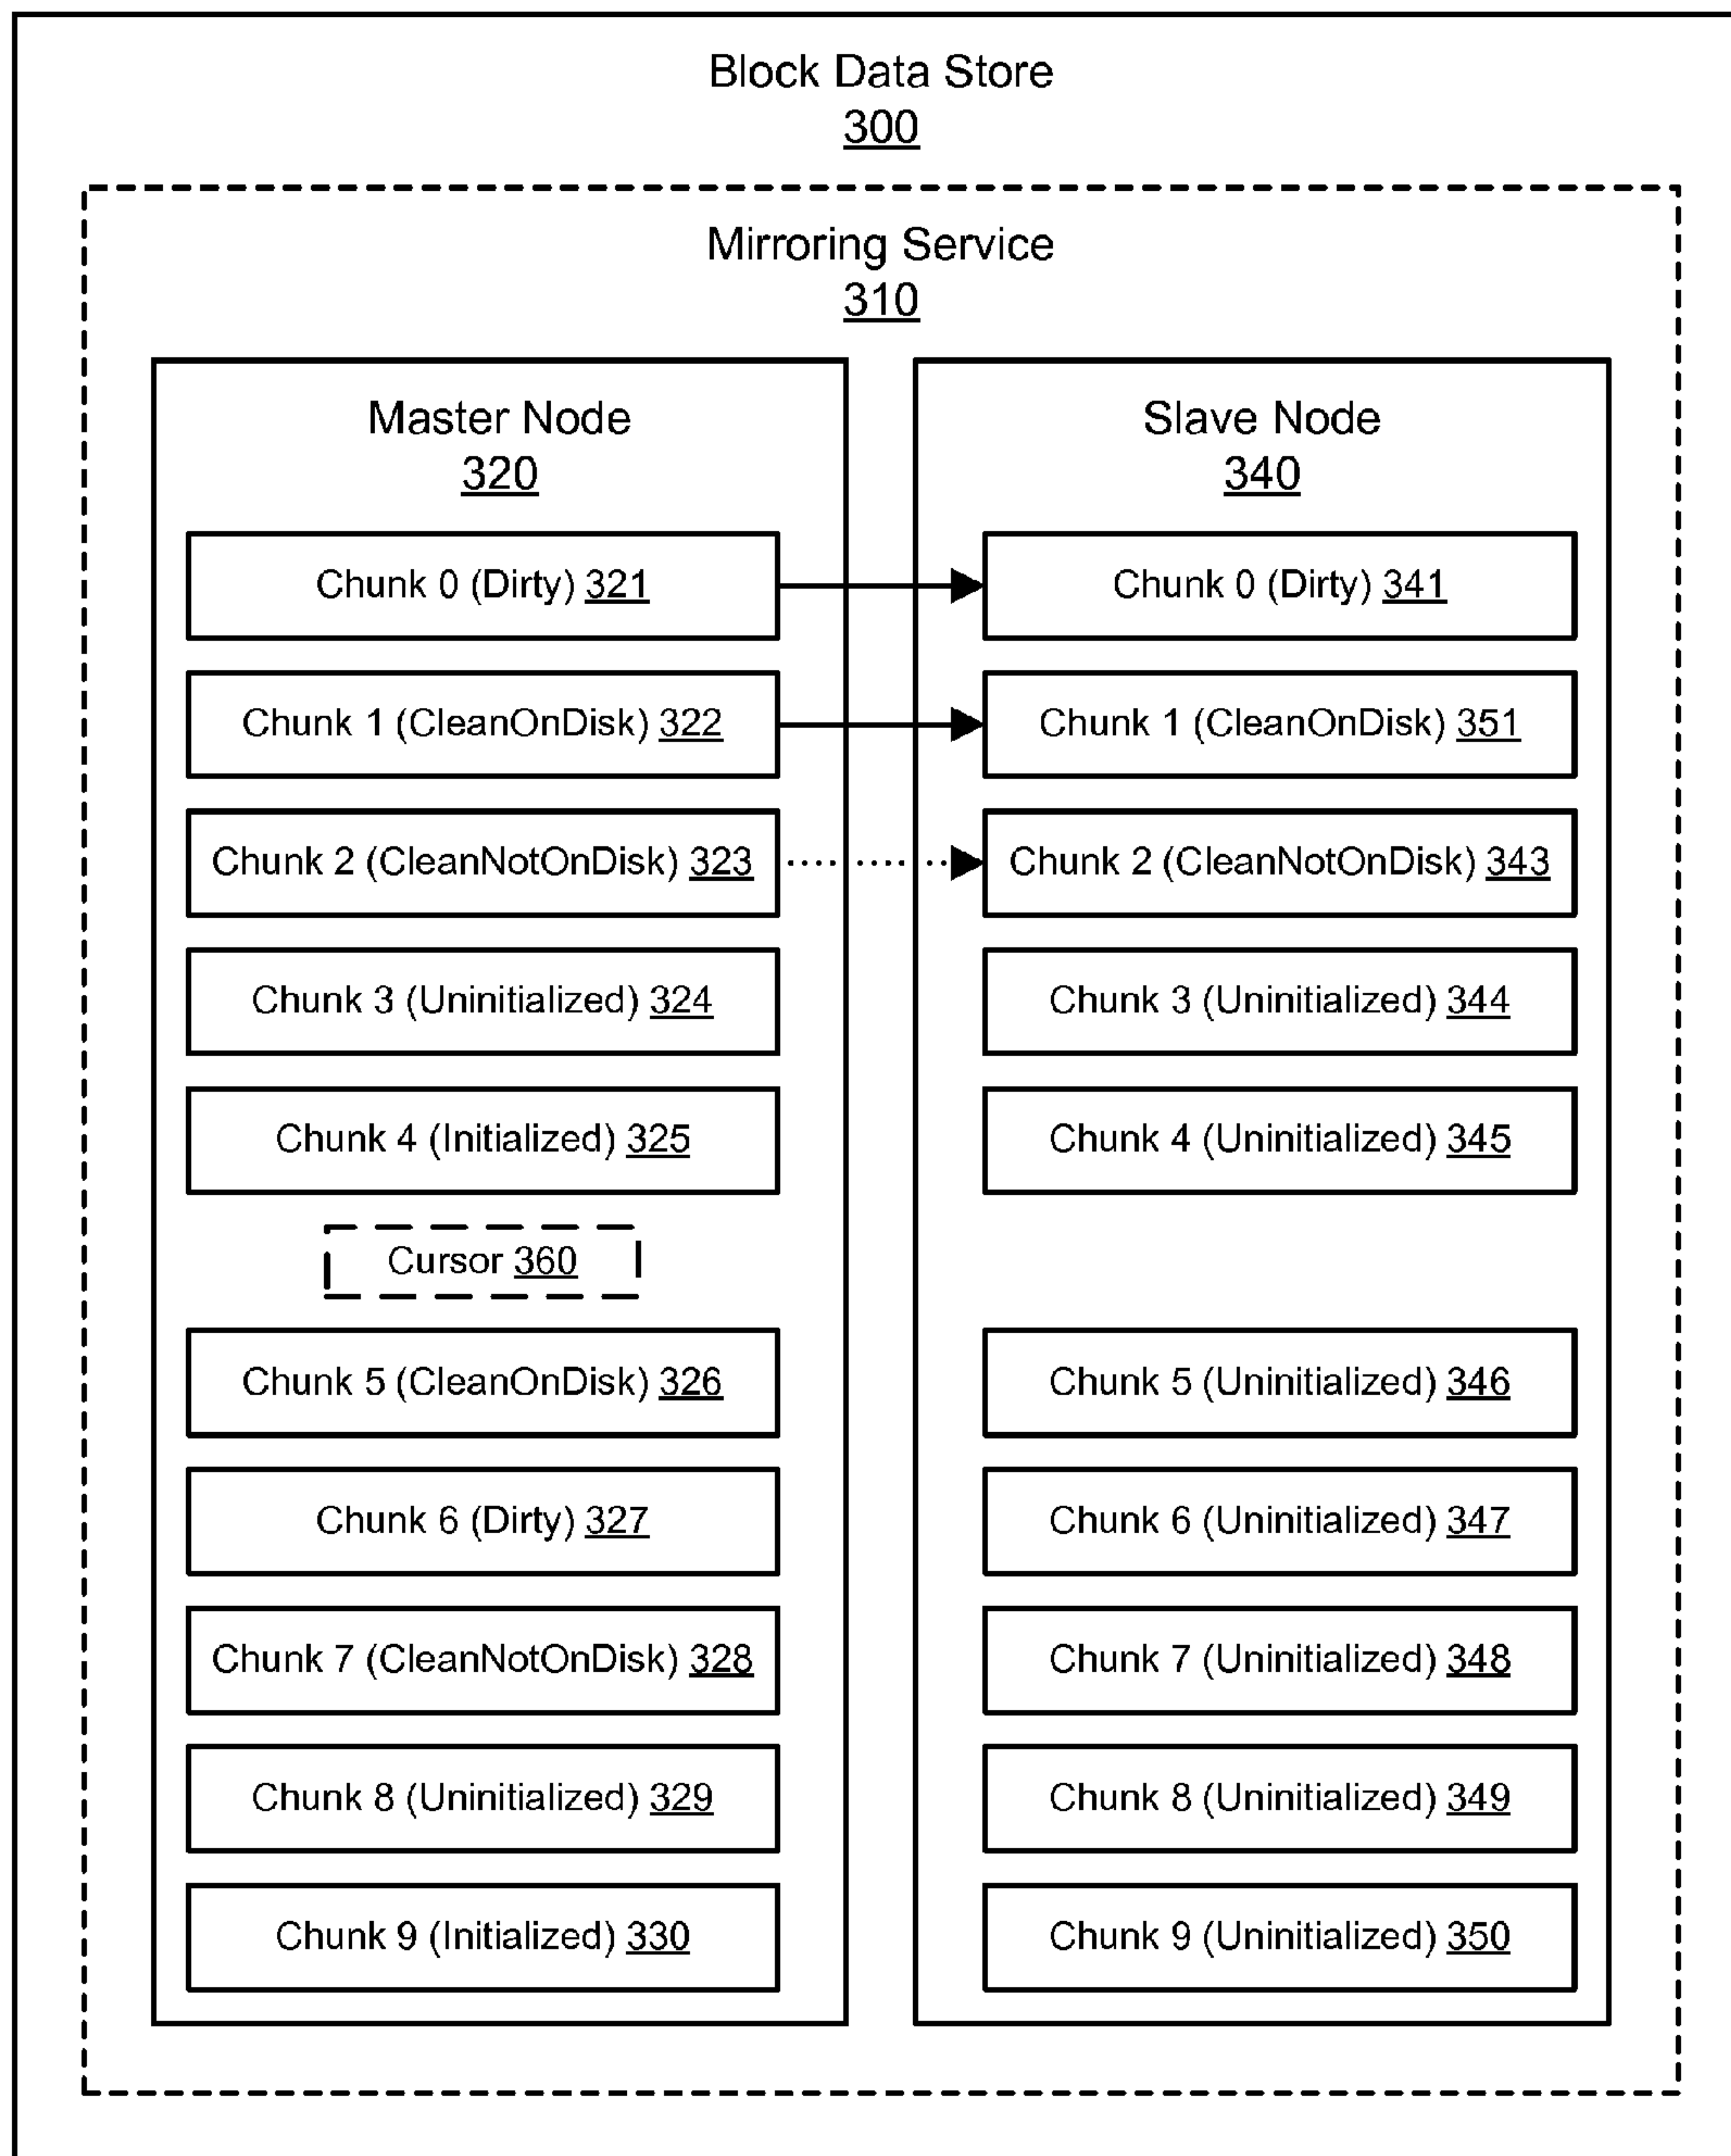 Block Data Store
300
Mirroring Service
310
Master Node
320
Chunk 0 (Dirty) 321
Chunk 1 (CleanOnDisk) 322
Chunk 2 (CleanNotOnDisk) 323
Chunk 3 (Uninitialized) 324
Chunk 4 (Initialized) 325
Cursor 360
Chunk 5 (CleanOnDisk) 326
Chunk 6 (Dirty) 327
Chunk 7 (CleanNotOnDisk) 328
Chunk 8 (Uninitialized) 329
Chunk 9 (Initialized) 330
Slave Node
340
Chunk 0 (Dirty) 341
Chunk 1 (CleanOnDisk) 351
Chunk 2 (CleanNotOnDisk) 343
Chunk 3 (Uninitialized) 344
Chunk 4 (Uninitialized) 345
Chunk 5 (Uninitialized) 346
Chunk 6 (Uninitialized) 347
Chunk 7 (Uninitialized) 348
Chunk 8 (Uninitialized) 349
Chunk 9 (Uninitialized) 350